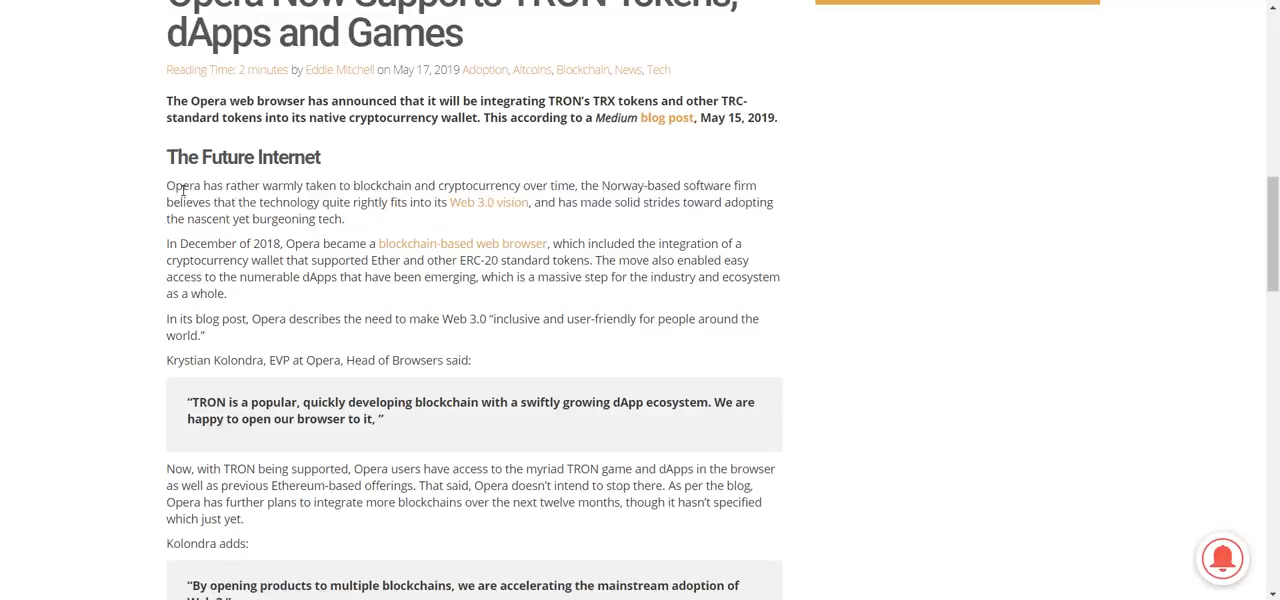 Opera Now Supports TRON Tokens,
dApps and Games
Reading Time: 2 minutes by Eddie Mitchell on May 17, 2019 Adoption, Altcoins, Blockchain, News, Tech
The Opera web browser has announced that it will be integrating TRON’s TRX tokens and other TRC-
standard tokens into its native cryptocurrency wallet. This according to a Medium blog post, May 15, 2019.
The Future Internet
Opera has rather warmly taken to blockchain and cryptocurrency over time, the Norway-based software firm
believes that the technology quite rightly fits into its Web 3.0 vision, and has made solid strides toward adopting
the nascent yet burgeoning tech.
In December of 2018, Opera became a blockchain-based web browser, which included the integration of a
cryptocurrency wallet that supported Ether and other ERC-20 standard tokens. The move also enabled easy
access to the numerable dApps that have been emerging, which is a massive step for the industry and ecosystem
as a whole.
In its blog post, Opera describes the need to make Web 3.0 “inclusive and user-friendly for people around the
world.”
Krystian Kolondra, EVP at Opera, Head of Browsers said:
“TRON is a popular, quickly developing blockchain with a swiftly growing dApp ecosystem. We are
happy to open our browser to it, ”
Now, with TRON being supported, Opera users have access to the myriad TRON game and dApps in the browser
as well as previous Ethereum-based offerings. That said, Opera doesn’t intend to stop there. As per the blog,
Opera has further plans to integrate more blockchains over the next twelve months, though it hasn’t specified
which just yet.
Kolondra adds:
“By opening products to multiple blockchains, we are accelerating the mainstream adoption of